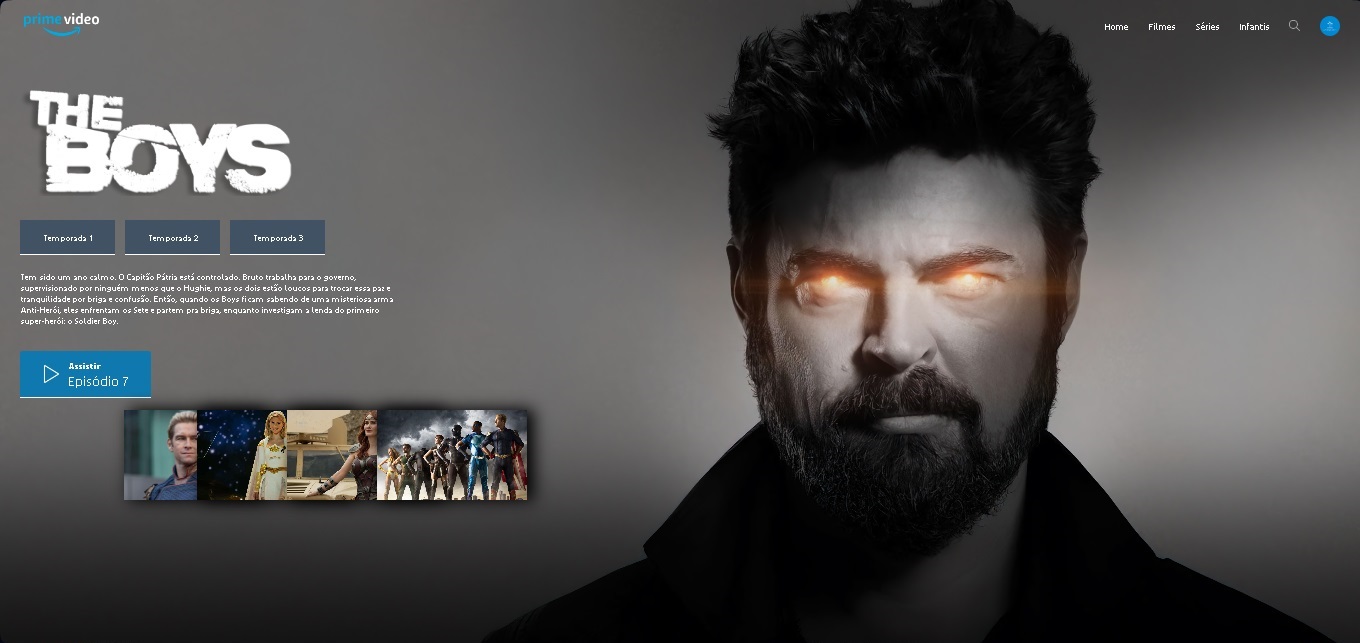 prime video
Home Filmes Séries Infantis
THE
BOYS
Temporada 1 Temporada 2 Temporada 3
Tem sido um ano calmo. O Capitão Pátria está controlado. Bruto trabalha para o governo,
supervisionado por ninguém menos que o Hughie, mas os dois estão loucos para trocar essa paz e
tranquilidade por briga e confusão. Então, quando os Boys ficam sabendo de uma misteriosa arma
Anti-Herói, eles enfrentam os Sete e partem pra briga, enquanto investigam a lenda do primeiro
super-herói: o Soldier Boy.
Assistir
Episódio 7